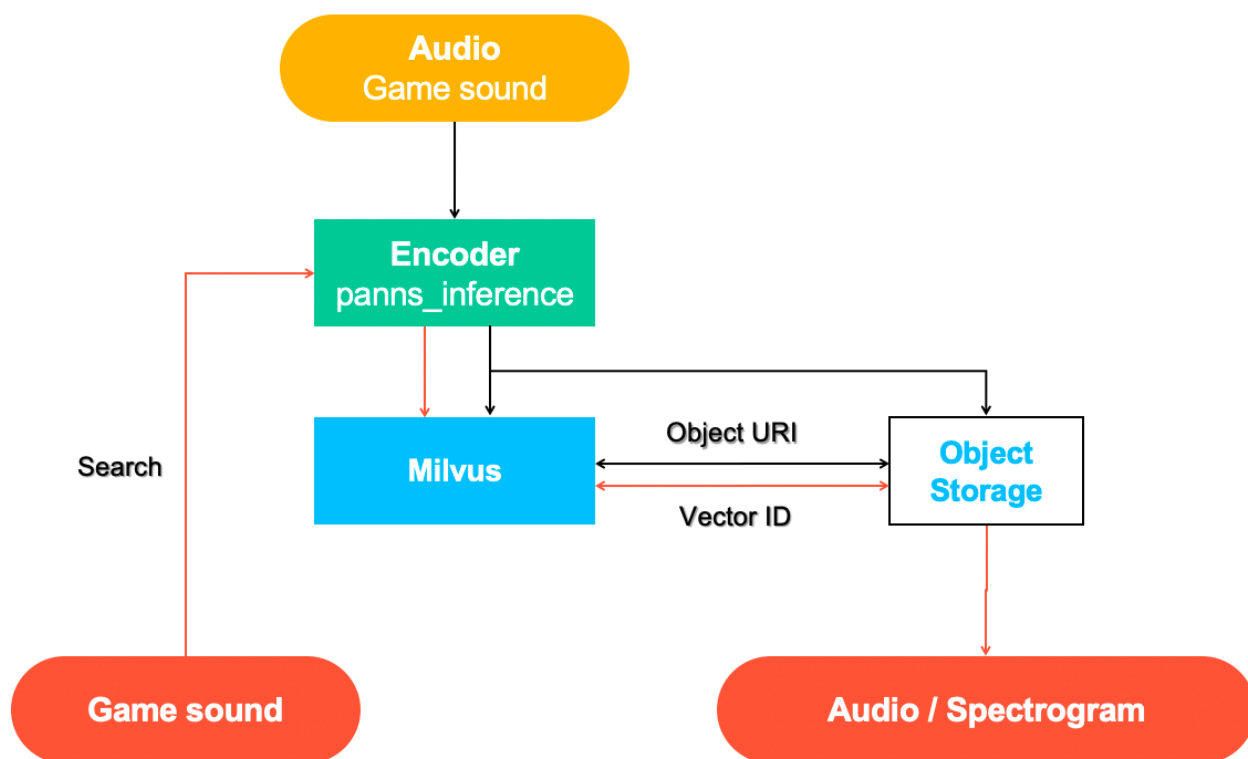 Audio
Game sound
Encoder
panns_inference
Search
Milvus
Object URI
Vector ID
Object
Storage
Game sound
Audio / Spectrogram